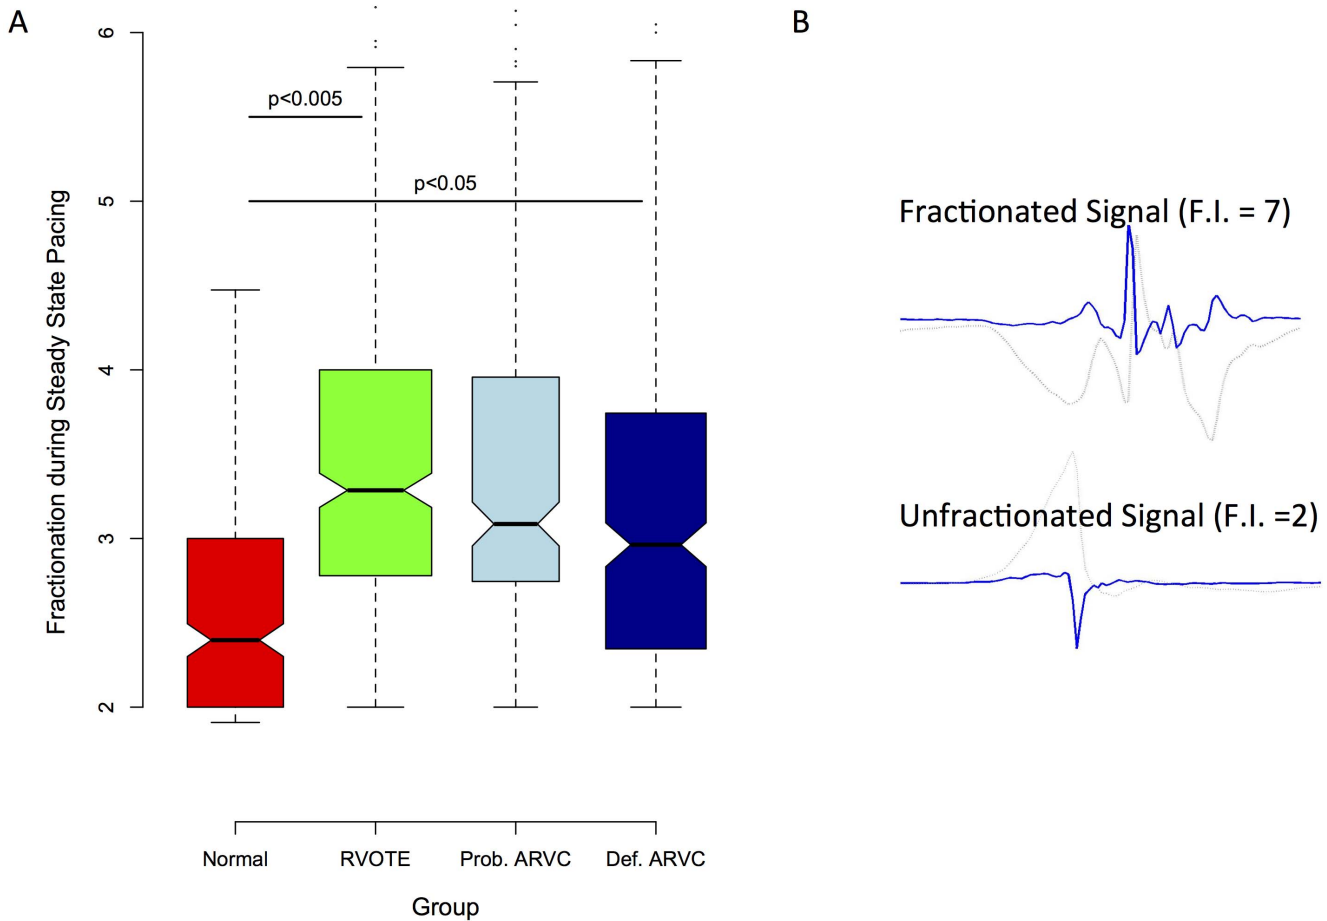 A
B
6
p<0.005
p<0.05
5
4
3
2
Fractionation during Steady State Pacing
Normal
RVOTE
Prob. ARVC
Def. ARVC
Group
Fractionated Signal (F.I. = 7)
Unfractionated Signal (F.I. =2)